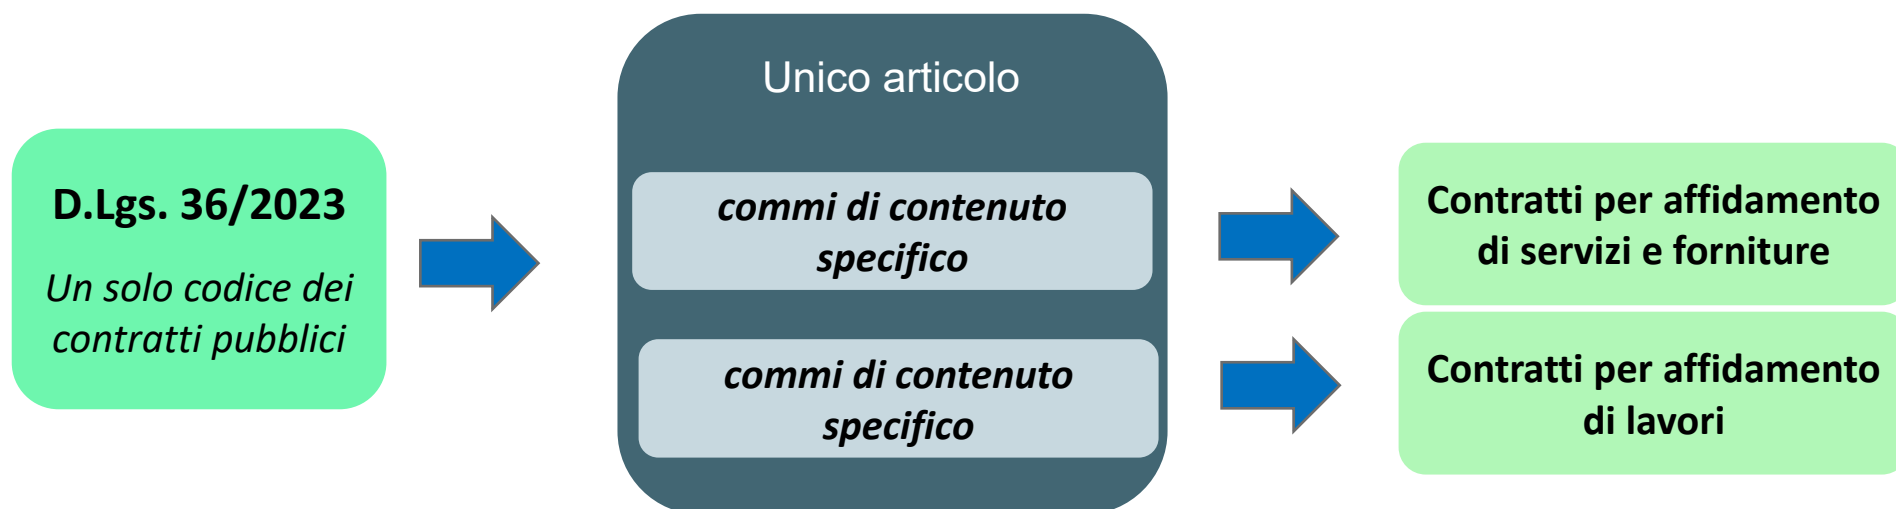 D.Lgs. 36/2023
Un solo codice dei
contratti pubblici
Unico articolo
commi di contenuto
specifico
commi di contenuto
specifico
Contratti per affidamento
di servizi e forniture
Contratti per affidamento
di lavori